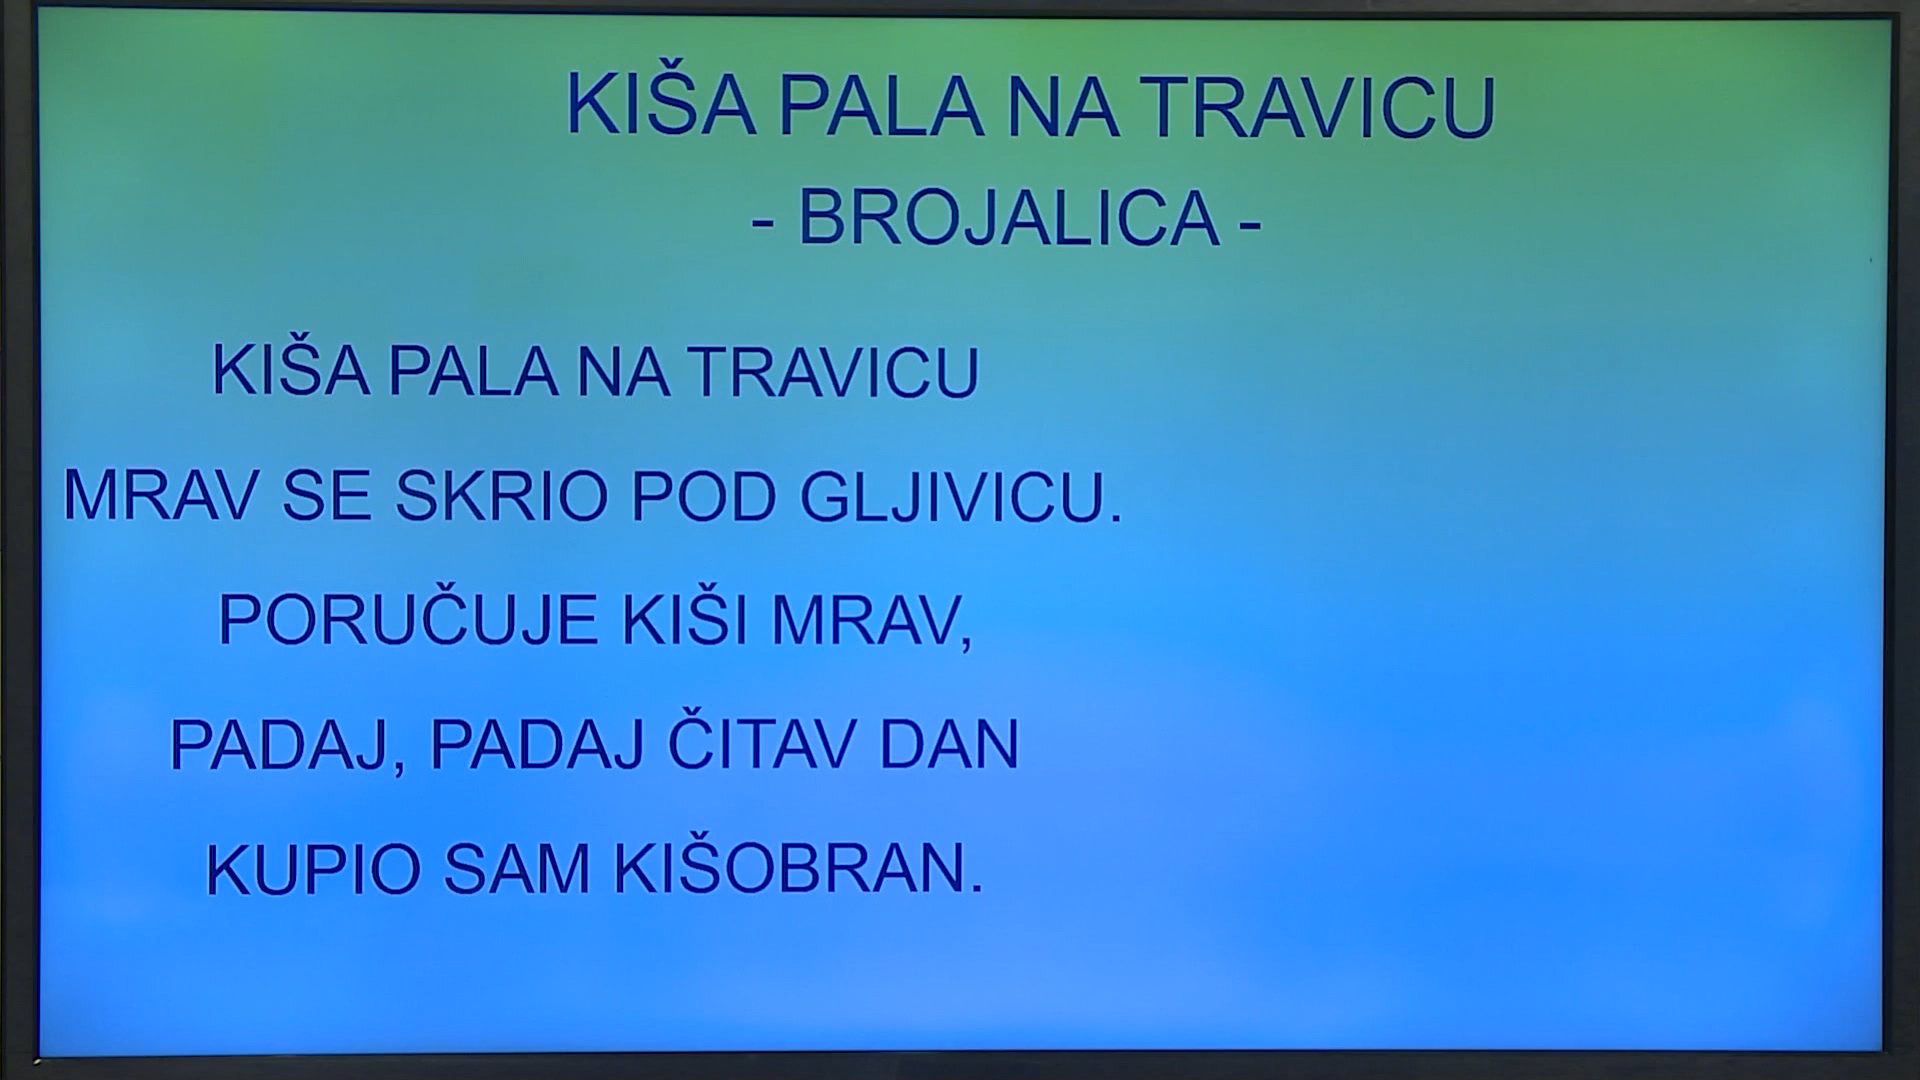 KIŠA PALA NA TRAVICU
- BROJALICA -
KIŠA PALA NA TRAVICU
MRAV SE SKRIO POD GLJIVICU.
PORUČUJE KIŠI MRAV,
PADAJ, PADAJ ČITAV DAN
KUPIO SAM KIŠOBRAN.